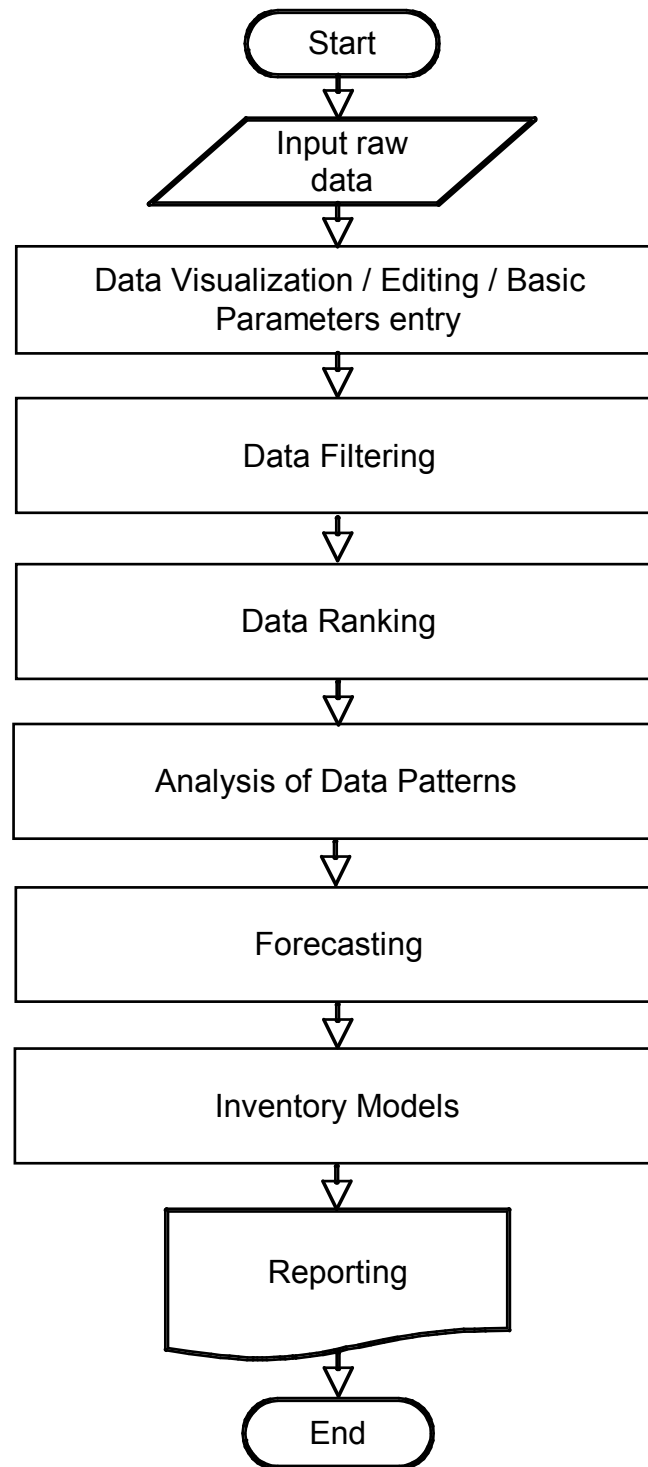 Start
Input raw
data
Data Visualization / Editing / Basic
Parameters entry
Data Filtering
Data Ranking
Analysis of Data Patterns
Forecasting
Inventory Models
Reporting
End